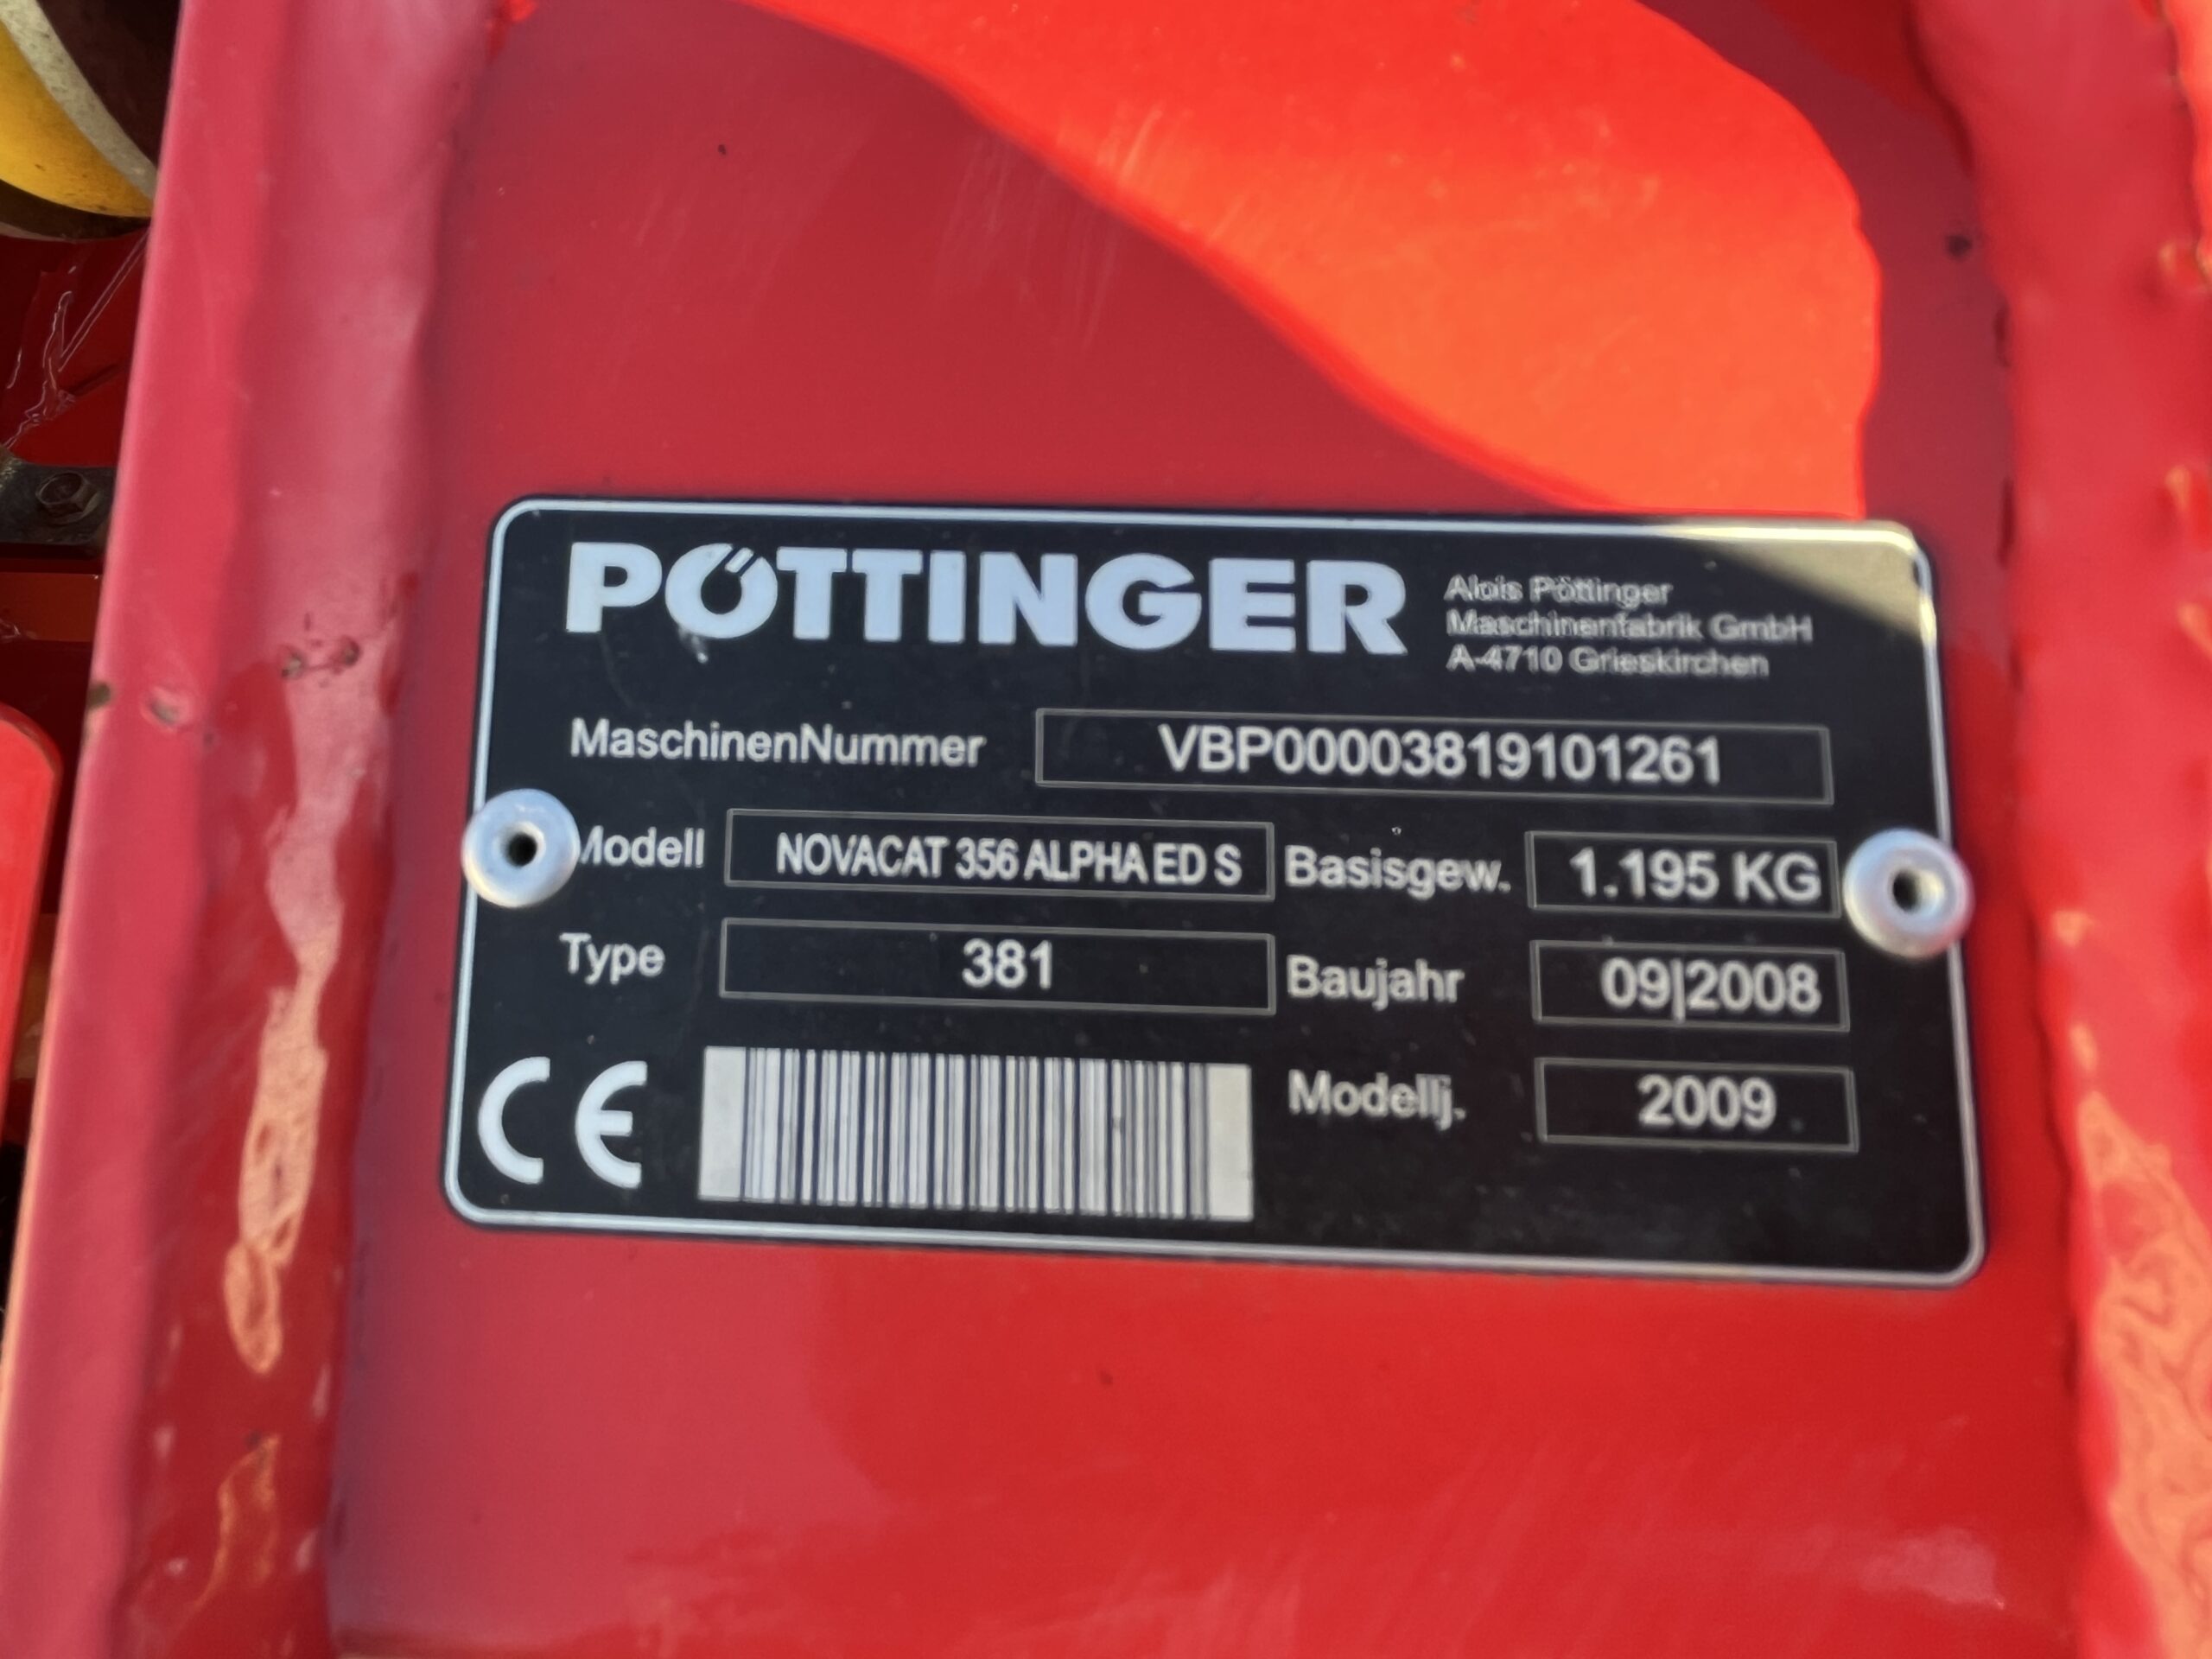 PÖTTINGER
Alois Pöttinger
Maschinenfabrik GmbH
A-4710 Grieskirchen
MaschinenNummer VBP00003819101261
Modell NOVACAT 356 ALPHA ED S Basisgew. 1.195 KG
Type 381 Baujahr 09|2008
CE Modellj. 2009